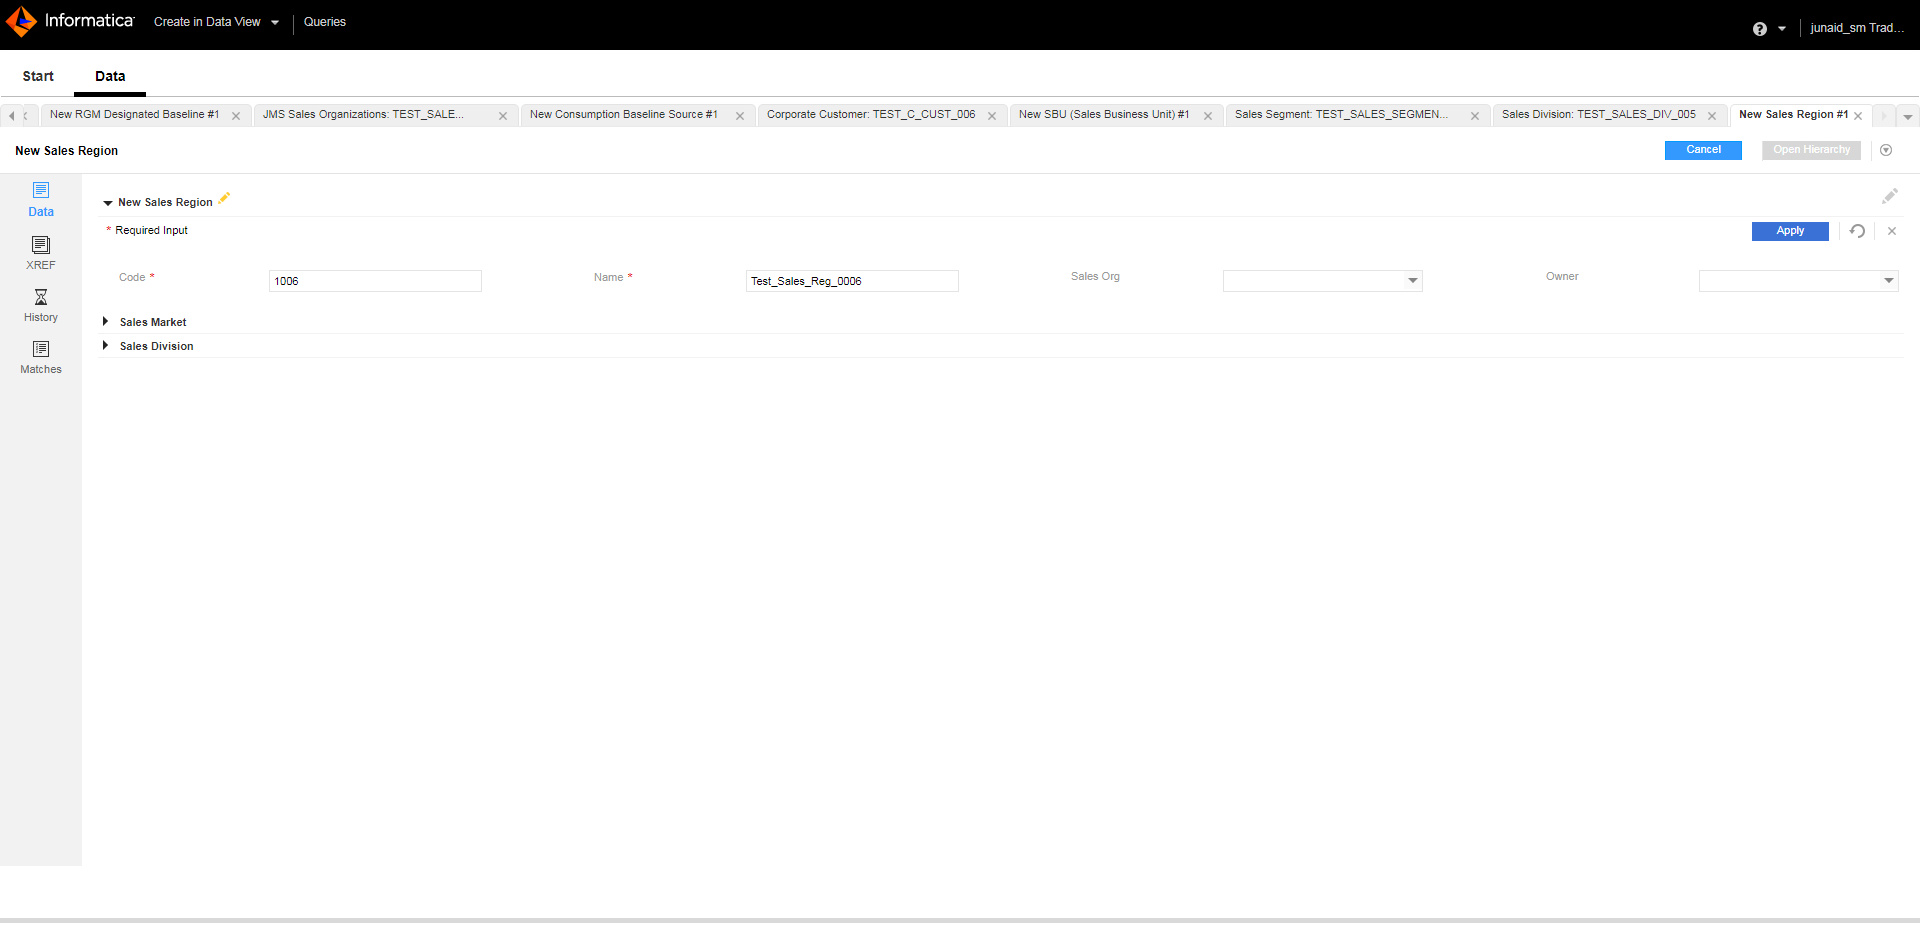 Informatica Create in Data View Queries junaid_sm Trad...
Start Data
New RGM Designated Baseline #1 JMS Sales Organizations: TEST_SALE... New Consumption Baseline Source #1 Corporate Customer: TEST_C_CUST_006 New SBU (Sales Business Unit) #1 Sales Segment: TEST_SALES_SEGMEN... Sales Division: TEST_SALES_DIV_005 New Sales Region #1
New Sales Region Cancel Open Hierarchy
Data
XREF
History
Matches
New Sales Region
* Required Input Apply
Code * 1006 Name * Test_Sales_Reg_0006 Sales Org Owner
Sales Market
Sales Division